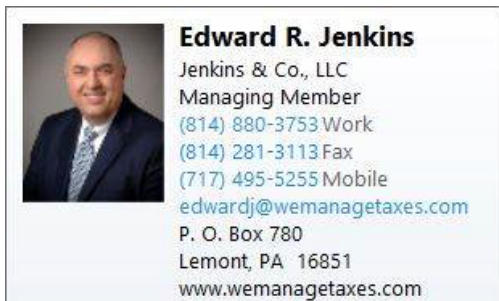 Edward R. Jenkins
Jenkins & Co., LLC
Managing Member
(814) 880-3753 Work
(814) 281-3113 Fax
(717) 495-5255 Mobile
edwardj@wemanagetaxes.com
P. O. Box 780
Lemont, PA  16851
www.wemanagetaxes.com